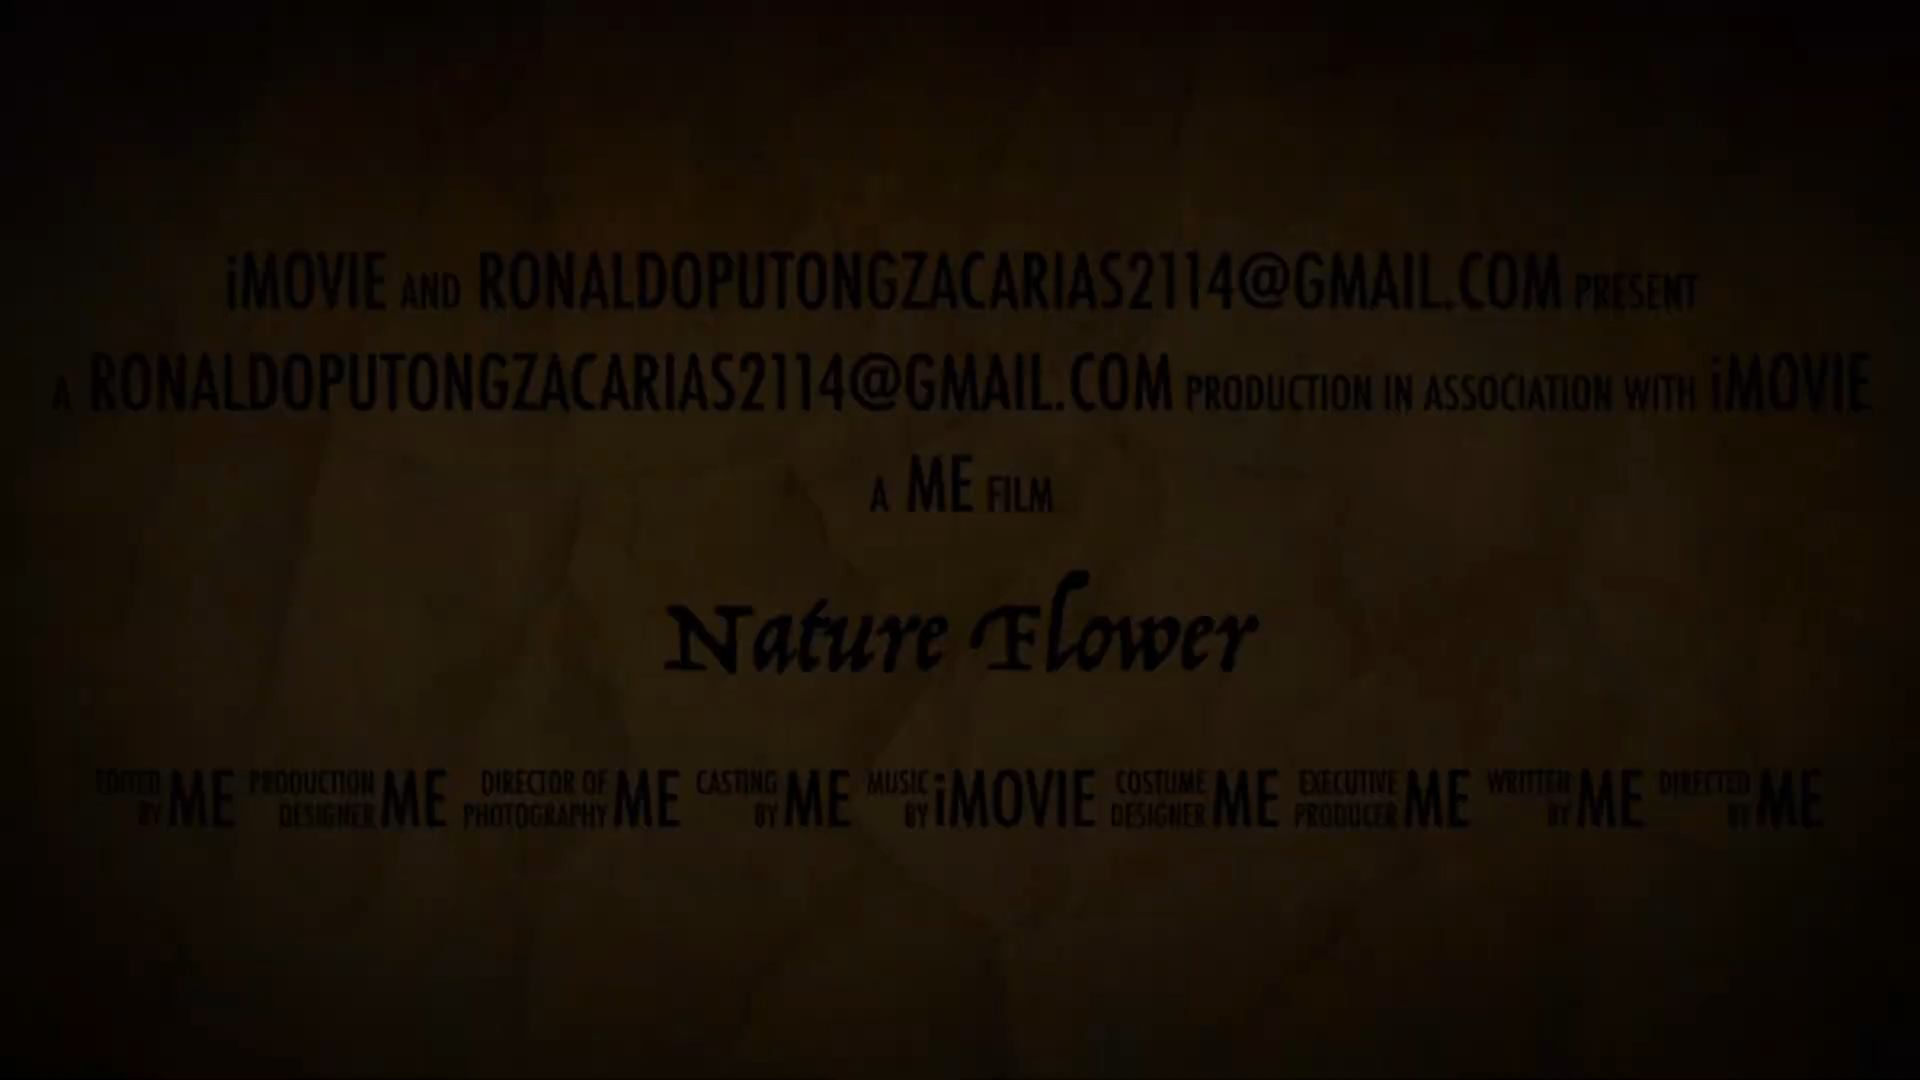 iMOVIE AND RONALDOPUTONGZACARIAS2114@GMAIL.COM PRESENT
A RONALDOPUTONGZACARIAS2114@GMAIL.COM PRODUCTION IN ASSOCIATION WITH iMOVIE
A ME FILM
Nature Flower
EDITED BY ME PRODUCTION DESIGNER ME DIRECTOR OF PHOTOGRAPHY ME CASTING BY ME MUSIC BY iMOVIE COSTUME DESIGNER ME EXECUTIVE PRODUCER ME WRITTEN BY ME DIRECTED BY ME